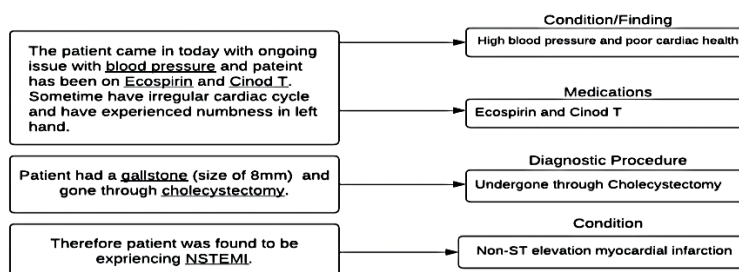 The patient came in today with ongoing
issue with blood pressure and pateint
has been on Ecospirin and Cinod T.
Sometime have irregular cardiac cycle
and have experienced numbness in left
hand.
Condition/Finding
High blood pressure and poor cardiac health
Medications
Ecospirin and Cinod T
Patient had a gallstone (size of 8mm) and
gone through cholecystectomy.
Diagnostic Procedure
Undergone through Cholecystectomy
Therefore patient was found to be
expriencing NSTEMI.
Condition
Non-ST elevation myocardial infarction